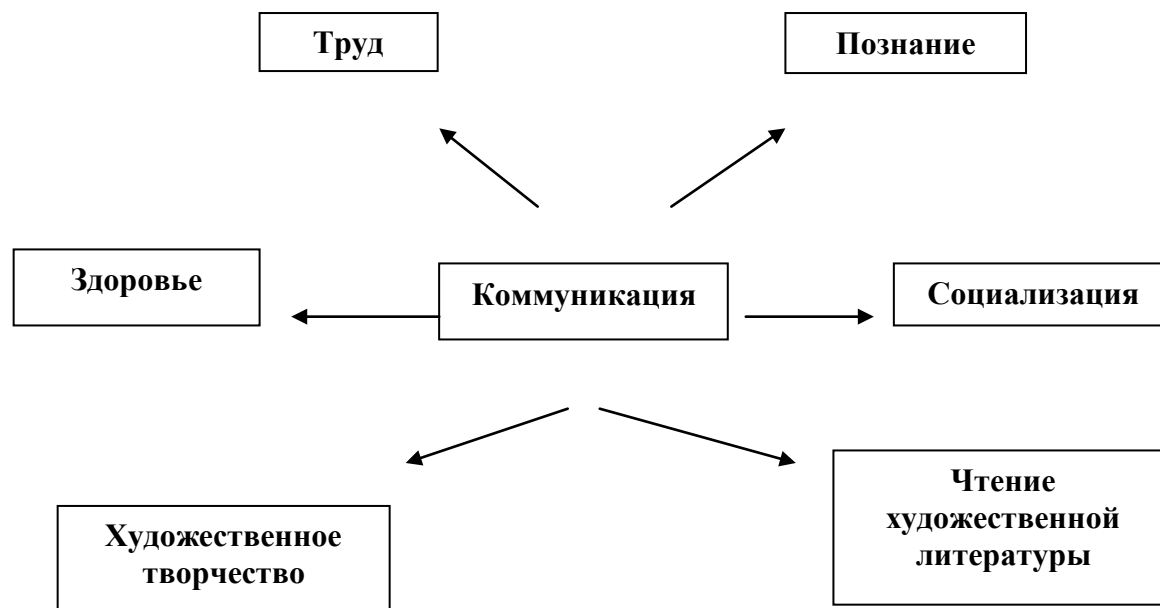 Труд
Познание
Здоровье
Коммуникация
Социализация
Чтение
художественной
литературы
Художественное
творчество